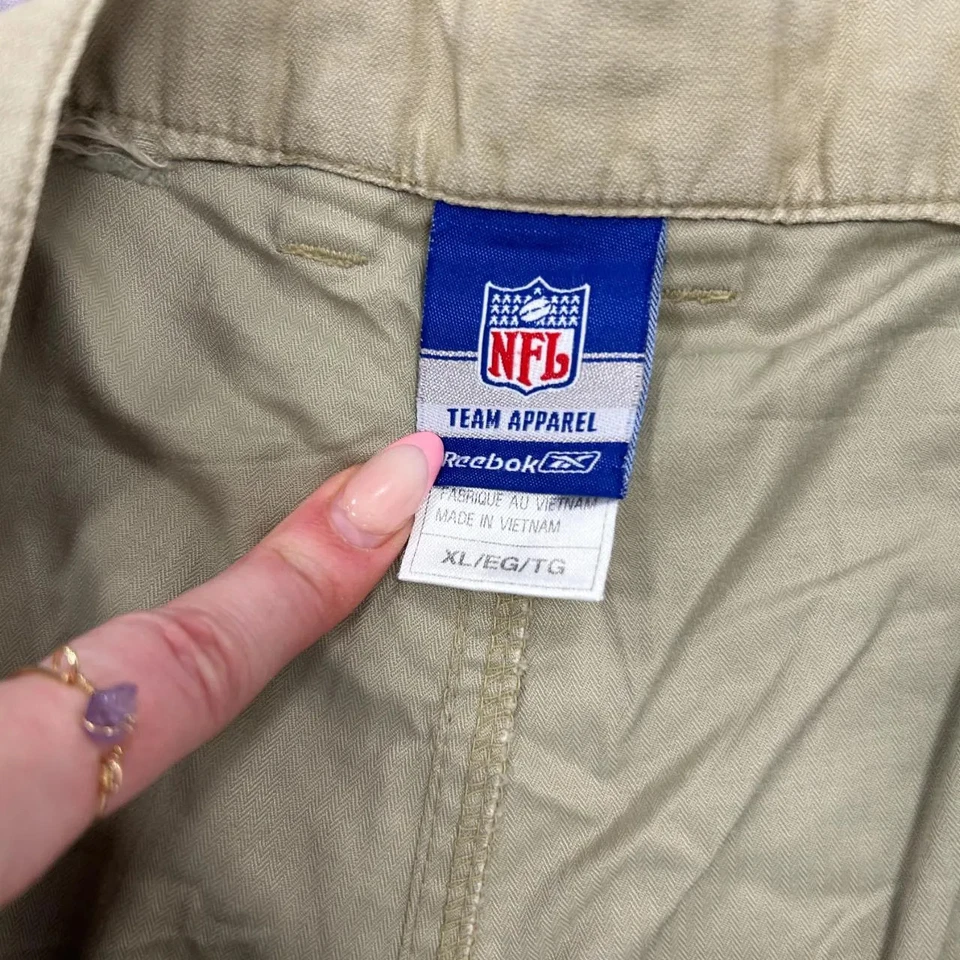 NFL
TEAM APPAREL
Reebok
FABRIQUE AU VIETNAM
MADE IN VIETNAM
XL/EG/TG